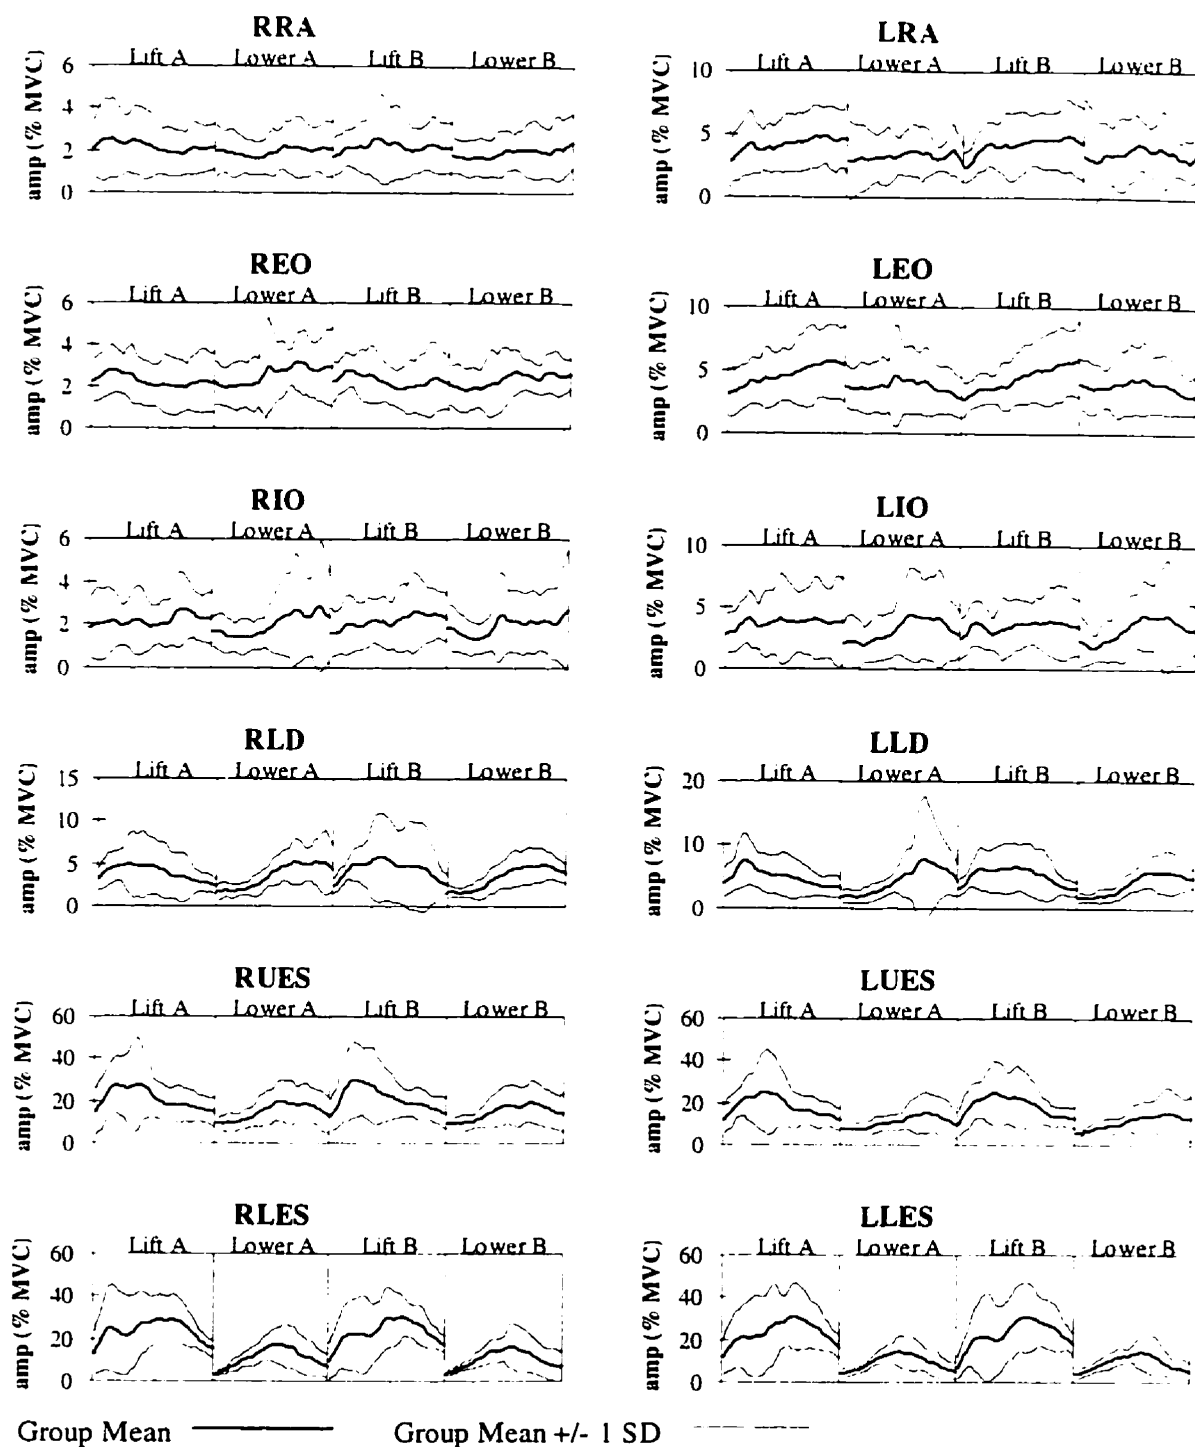 RRA LRA
Lift A Lower A Lift B Lower B Lift A Lower A Lift B Lower B
amp (% MVC) 6 4 2 0 amp (% MVC) 10 5 0
REO LEO
Lift A Lower A Lift B Lower B Lift A Lower A Lift B Lower B
amp (% MVC) 6 4 2 0 amp (% MVC) 10 5 0
RIO LIO
Lift A Lower A Lift B Lower B Lift A Lower A Lift B Lower B
amp (% MVC) 6 4 2 0 amp (% MVC) 10 5 0
RLD LLD
Lift A Lower A Lift B Lower B Lift A Lower A Lift B Lower B
amp (% MVC) 15 10 5 0 amp (% MVC) 20 10 0
RUES LUES
Lift A Lower A Lift B Lower B Lift A Lower A Lift B Lower B
amp (% MVC) 60 40 20 0 amp (% MVC) 60 40 20 0
RLES LLES
Lift A Lower A Lift B Lower B Lift A Lower A Lift B Lower B
amp (% MVC) 60 40 20 0 amp (% MVC) 60 40 20 0
Group Mean Group Mean +/- 1 SD